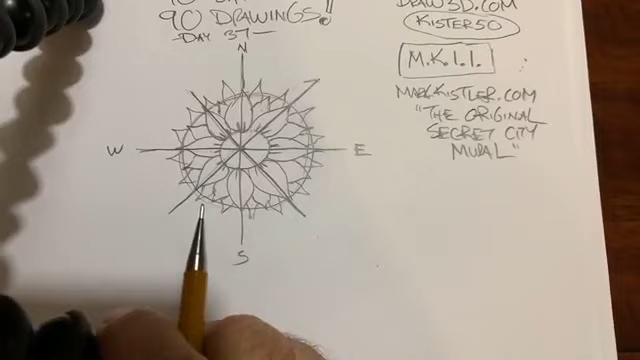 90 DRAWINGS!!
DAY 37
N
W
E
S
DRAW3D.COM
KISTER50
M.K.I.I.
MARKKISTLER.COM
"THE ORIGINAL
SECRET CITY
MURAL"